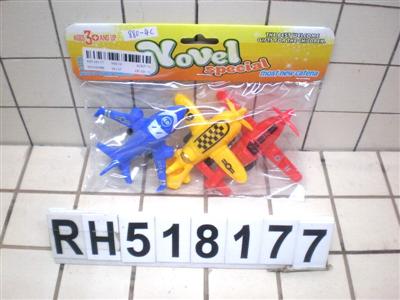 AGES 3+ AND UP
880-4C
THE BEST WELCOME
GIFTS FOR THE CHILDREN.
Novel
special
most new catena
RH518177